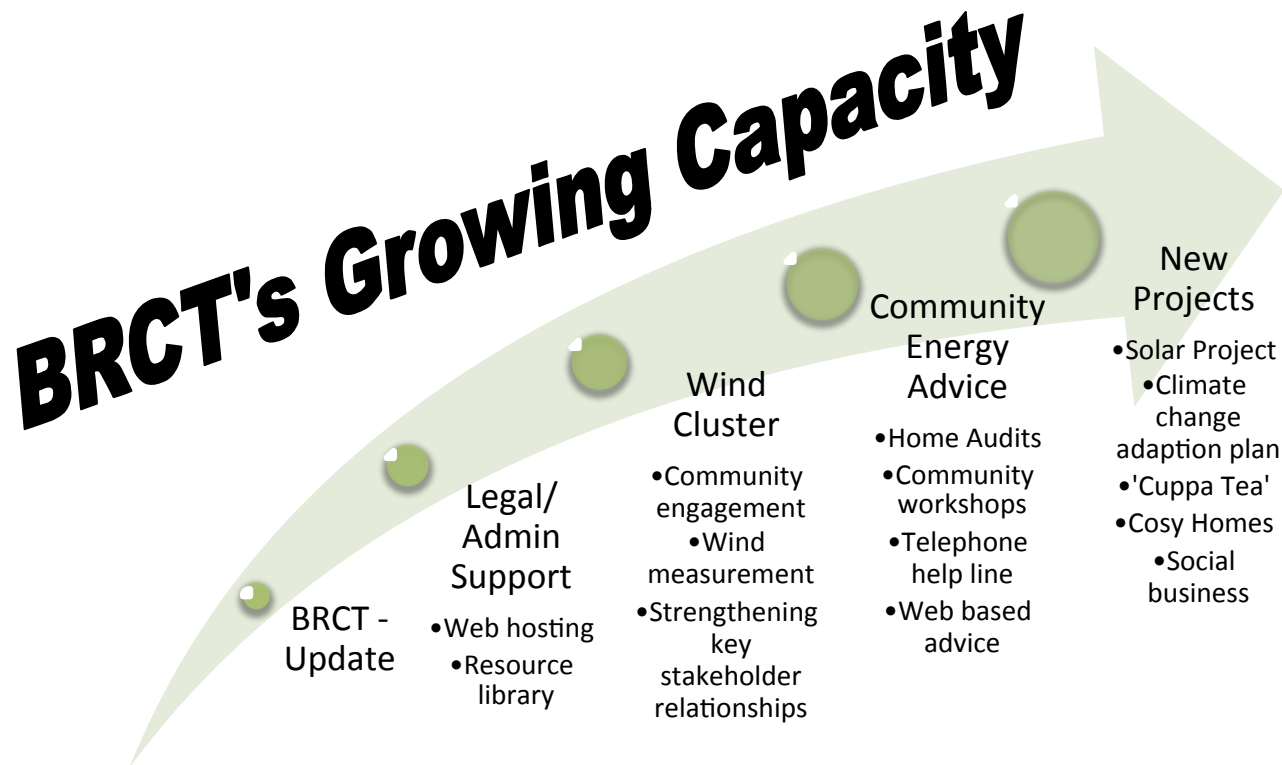 BRCT's Growing Capacity
BRCT -
Update
Legal/
Admin
Support
•Web hosting
•Resource
library
Wind
Cluster
•Community
engagement
•Wind
measurement
•Strengthening
key
stakeholder
relationships
Community
Energy
Advice
•Home Audits
•Community
workshops
•Telephone
help line
•Web based
advice
New
Projects
•Solar Project
•Climate
change
adaption plan
•'Cuppa Tea'
•Cosy Homes
•Social
business